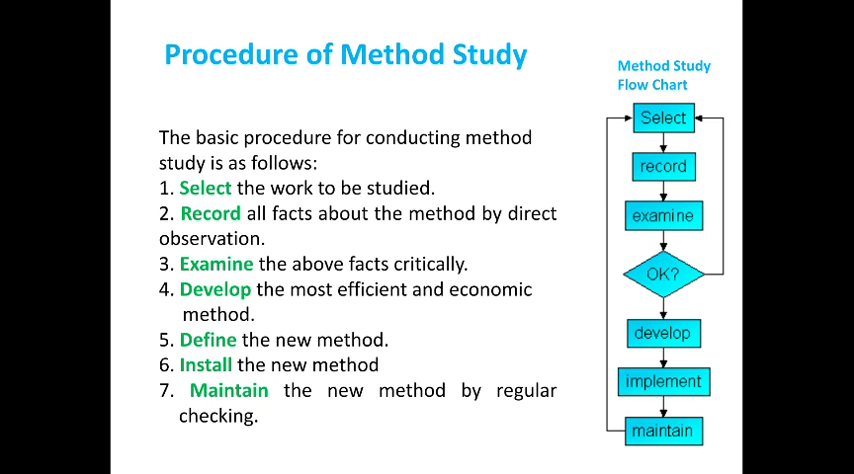 Procedure of Method Study
The basic procedure for conducting method
study is as follows:
1. Select the work to be studied.
2. Record all facts about the method by direct
observation.
3. Examine the above facts critically.
4. Develop the most efficient and economic
method.
5. Define the new method.
6. Install the new method
7. Maintain the new method by regular
checking.
Method Study
Flow Chart
Select
record
examine
OK?
develop
implement
maintain